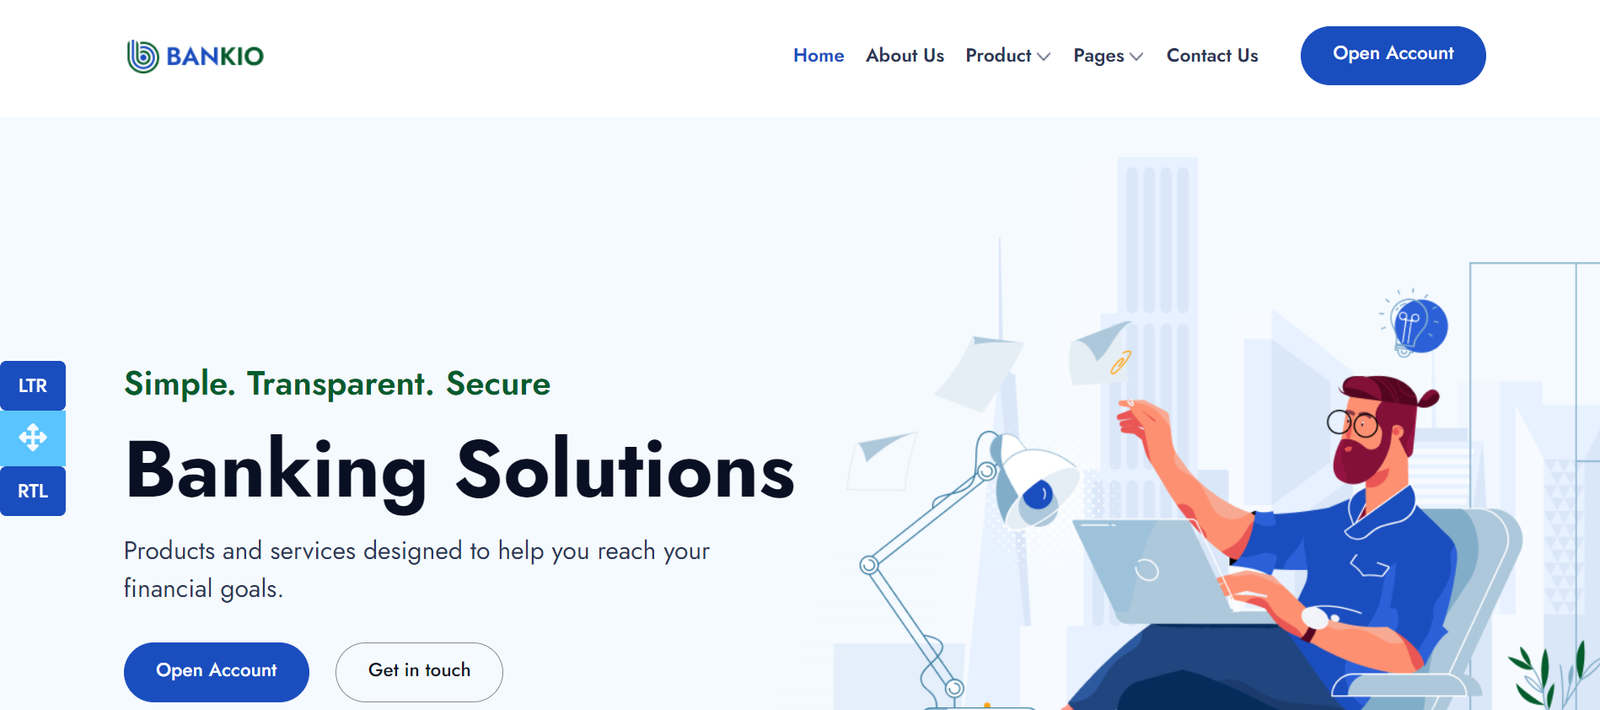 BANKIO
Home About Us Product Pages Contact Us Open Account
LTR
RTL
Simple. Transparent. Secure
Banking Solutions
Products and services designed to help you reach your
financial goals.
Open Account Get in touch